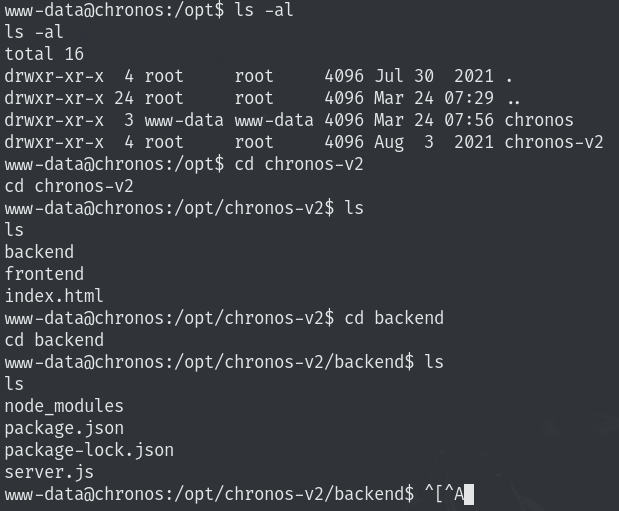 www-data@chronos:/opt$ ls -al
ls -al
total 16
drwxr-xr-x  4 root     root     4096 Jul 30  2021 .
drwxr-xr-x 24 root     root     4096 Mar 24 07:29 ..
drwxr-xr-x  3 www-data www-data 4096 Mar 24 07:56 chronos
drwxr-xr-x  4 root     root     4096 Aug  3  2021 chronos-v2
www-data@chronos:/opt$ cd chronos-v2
cd chronos-v2
www-data@chronos:/opt/chronos-v2$ ls
ls
backend
frontend
index.html
www-data@chronos:/opt/chronos-v2$ cd backend
cd backend
www-data@chronos:/opt/chronos-v2/backend$ ls
ls
node_modules
package.json
package-lock.json
server.js
www-data@chronos:/opt/chronos-v2/backend$ ^[^A